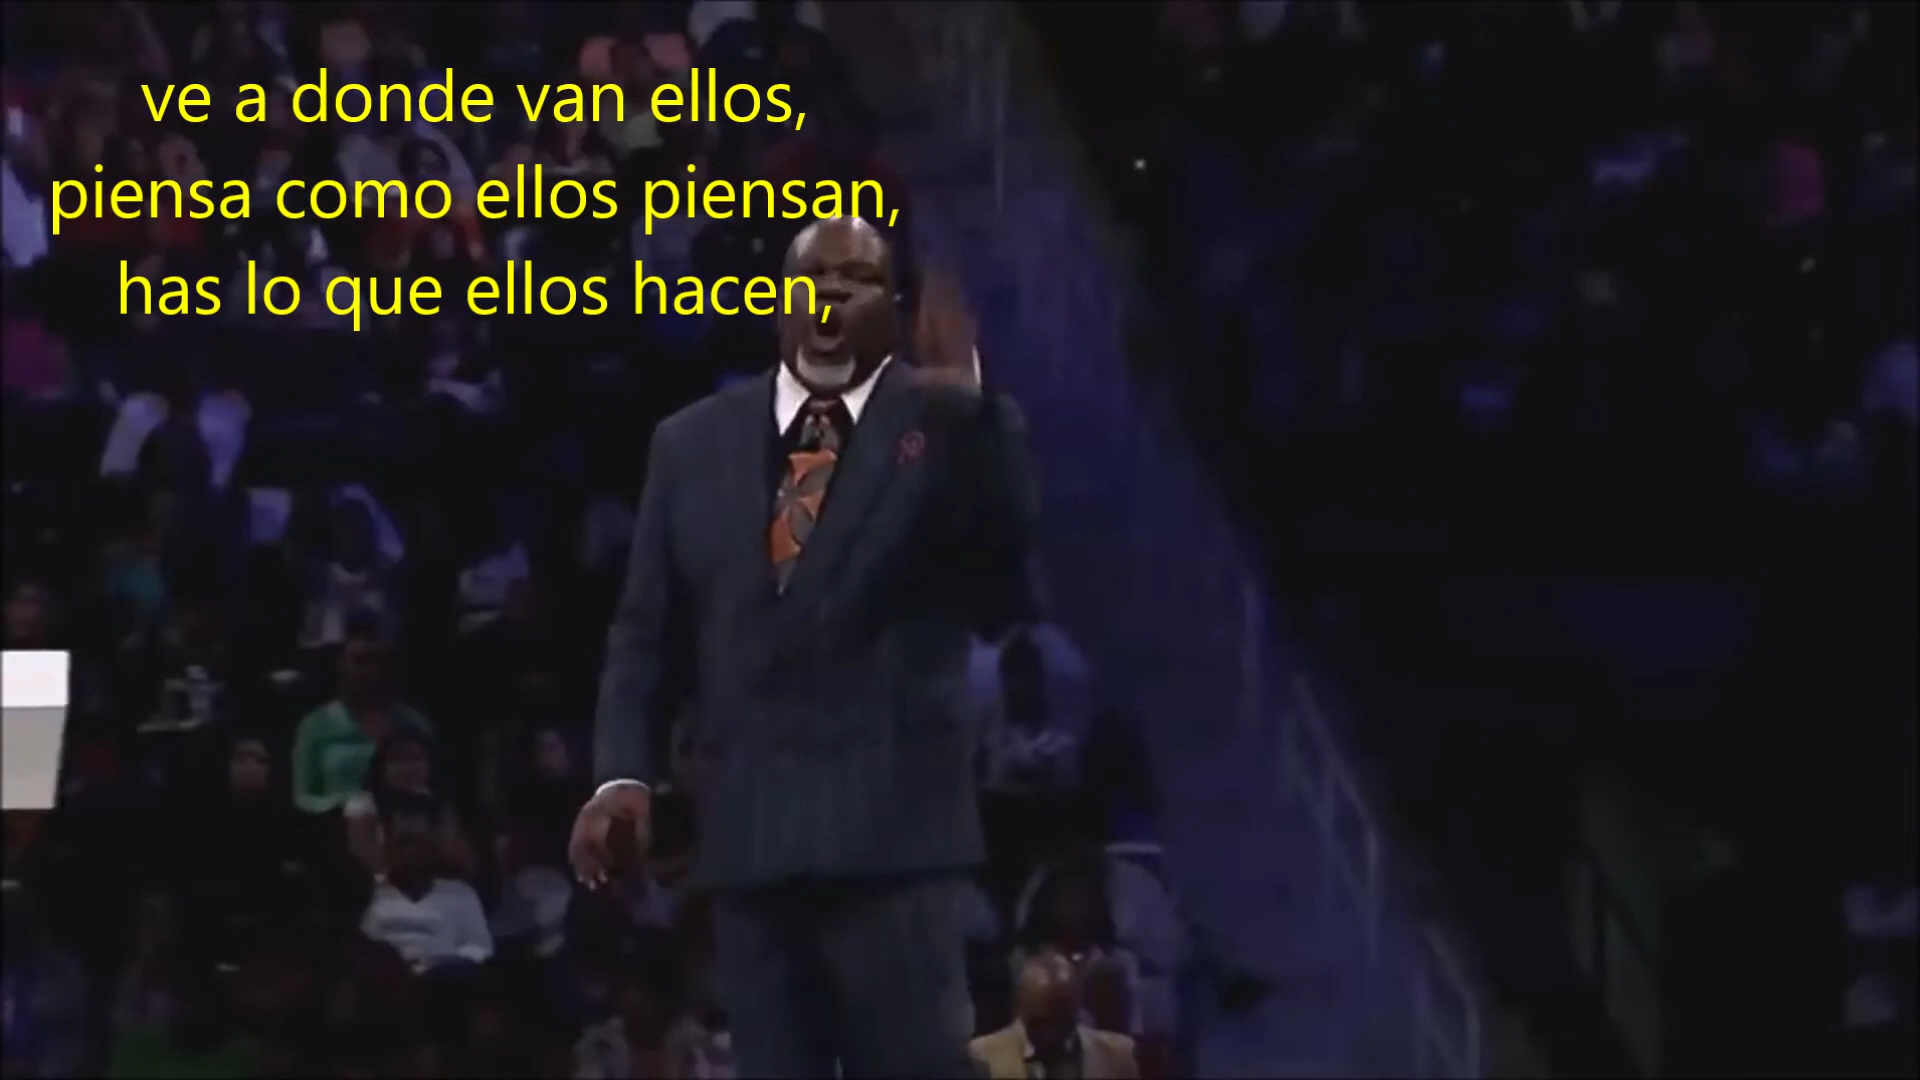 ve a donde van ellos,
piensa como ellos piensan,
has lo que ellos hacen,